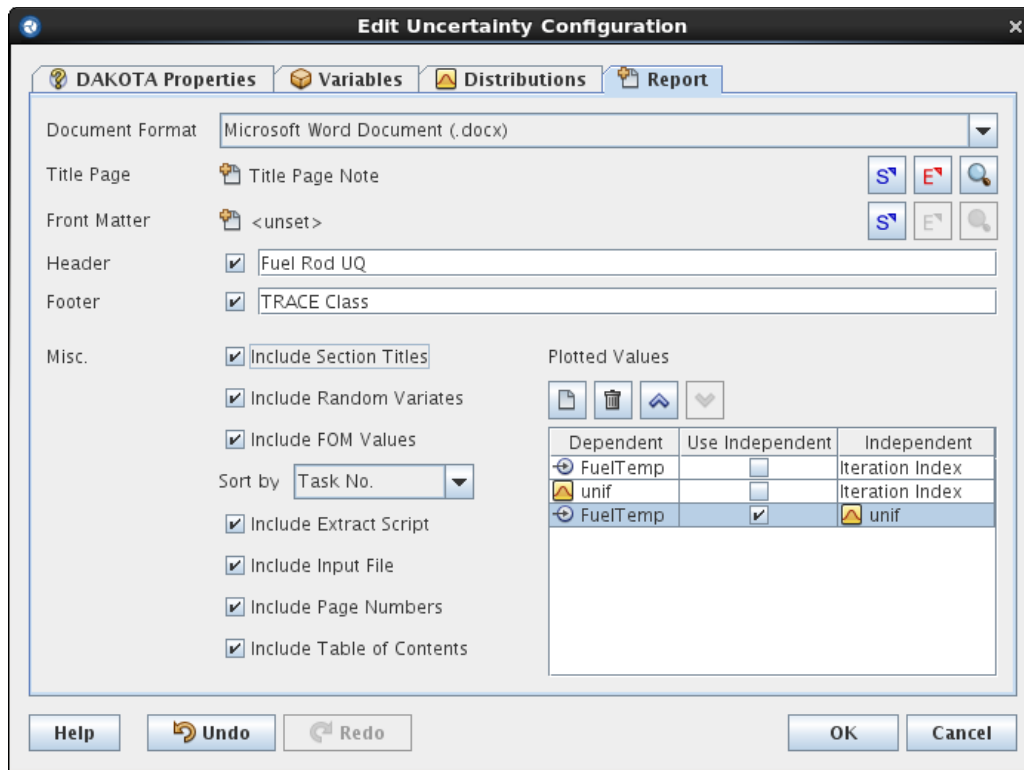 Edit Uncertainty Configuration
DAKOTA Properties Variables Distributions Report
Document Format Microsoft Word Document (.docx)
Title Page Title Page Note S E
Front Matter <unset> S E
Header Fuel Rod UQ
Footer TRACE Class
Misc. Include Section Titles Plotted Values
Include Random Variates
Include FOM Values
Dependent Use Independent Independent
FuelTemp Iteration Index
Sort by Task No.
unif Iteration Index
FuelTemp unif
Include Extract Script
Include Input File
Include Page Numbers
Include Table of Contents
Help Undo Redo OK Cancel